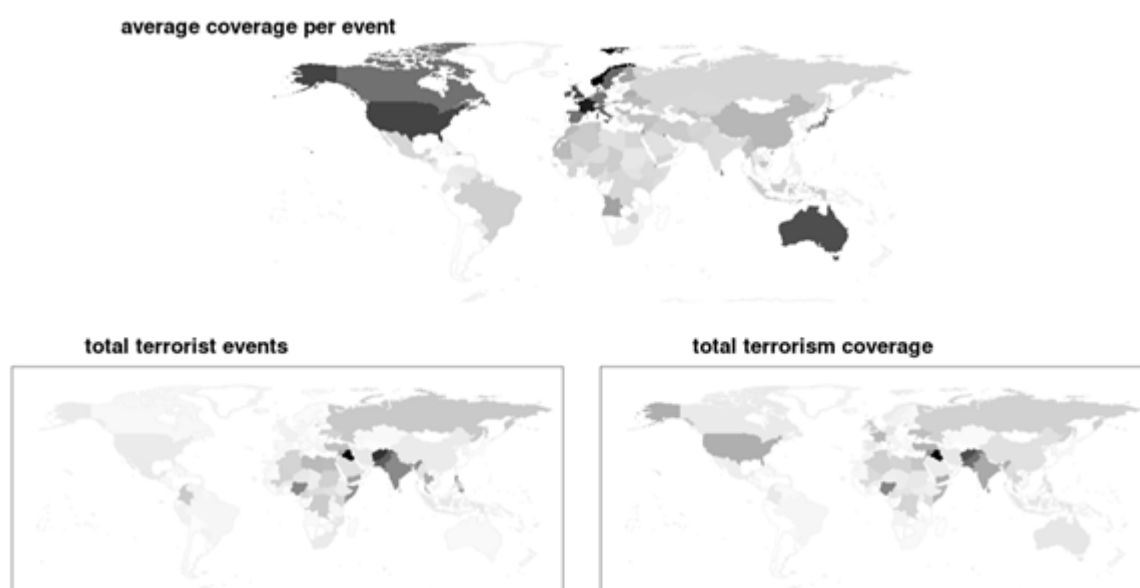 average coverage per event
total terrorist events
total terrorism coverage